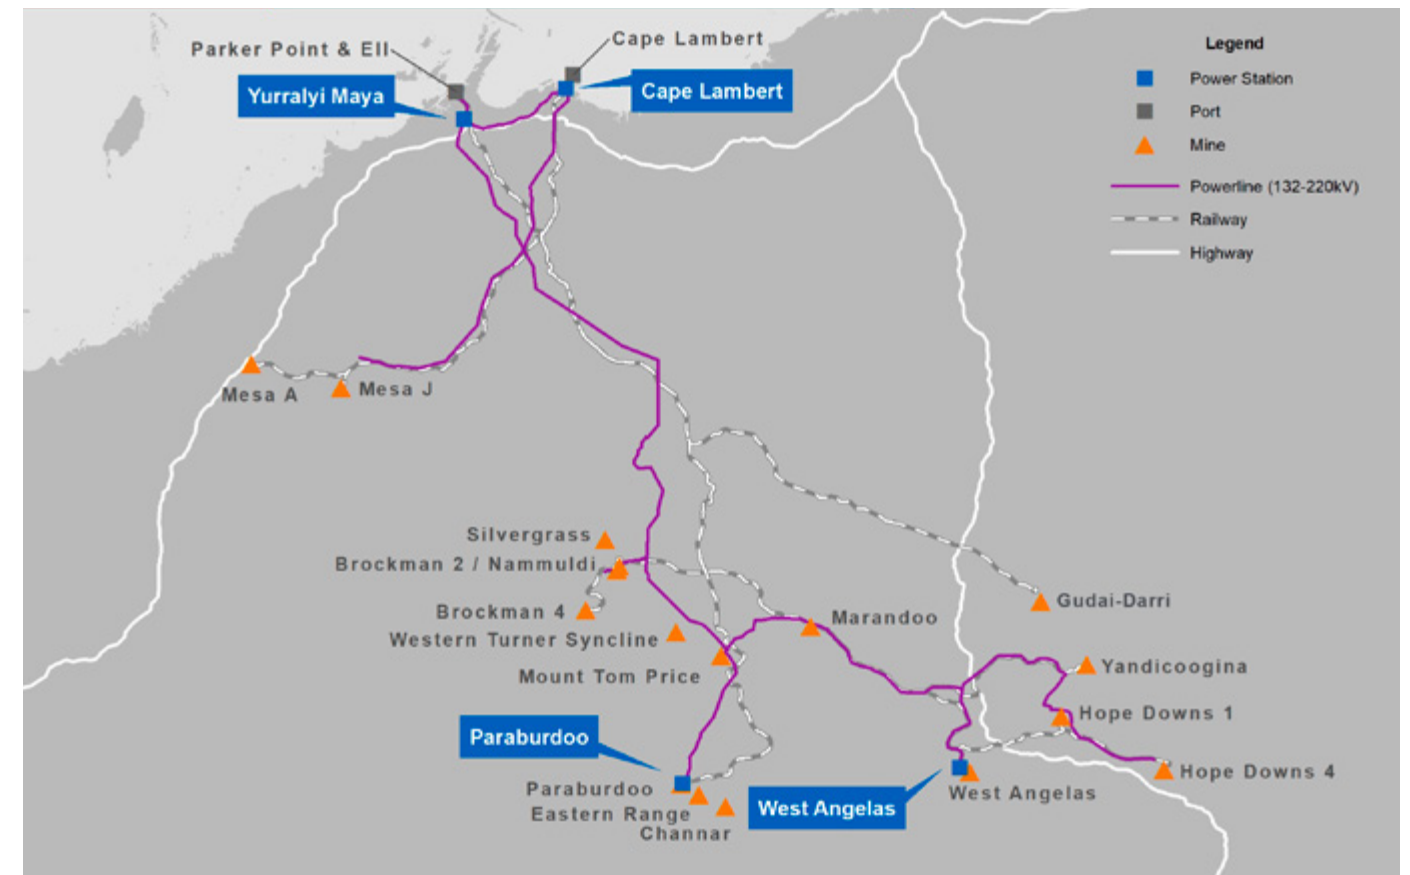 Parker Point & EII
Cape Lambert
Yurralyi Maya
Cape Lambert
Legend
Power Station
Port
Mine
Powerline (132-220kV)
Railway
Highway
Mesa A
Mesa J
Silvergrass
Brockman 2 / Nammuldi
Brockman 4
Western Turner Syncline
Mount Tom Price
Marandoo
Gudai-Darri
Yandicoogina
Hope Downs 1
Hope Downs 4
Paraburdoo
Paraburdoo
Eastern Range
Channar
West Angelas
West Angelas